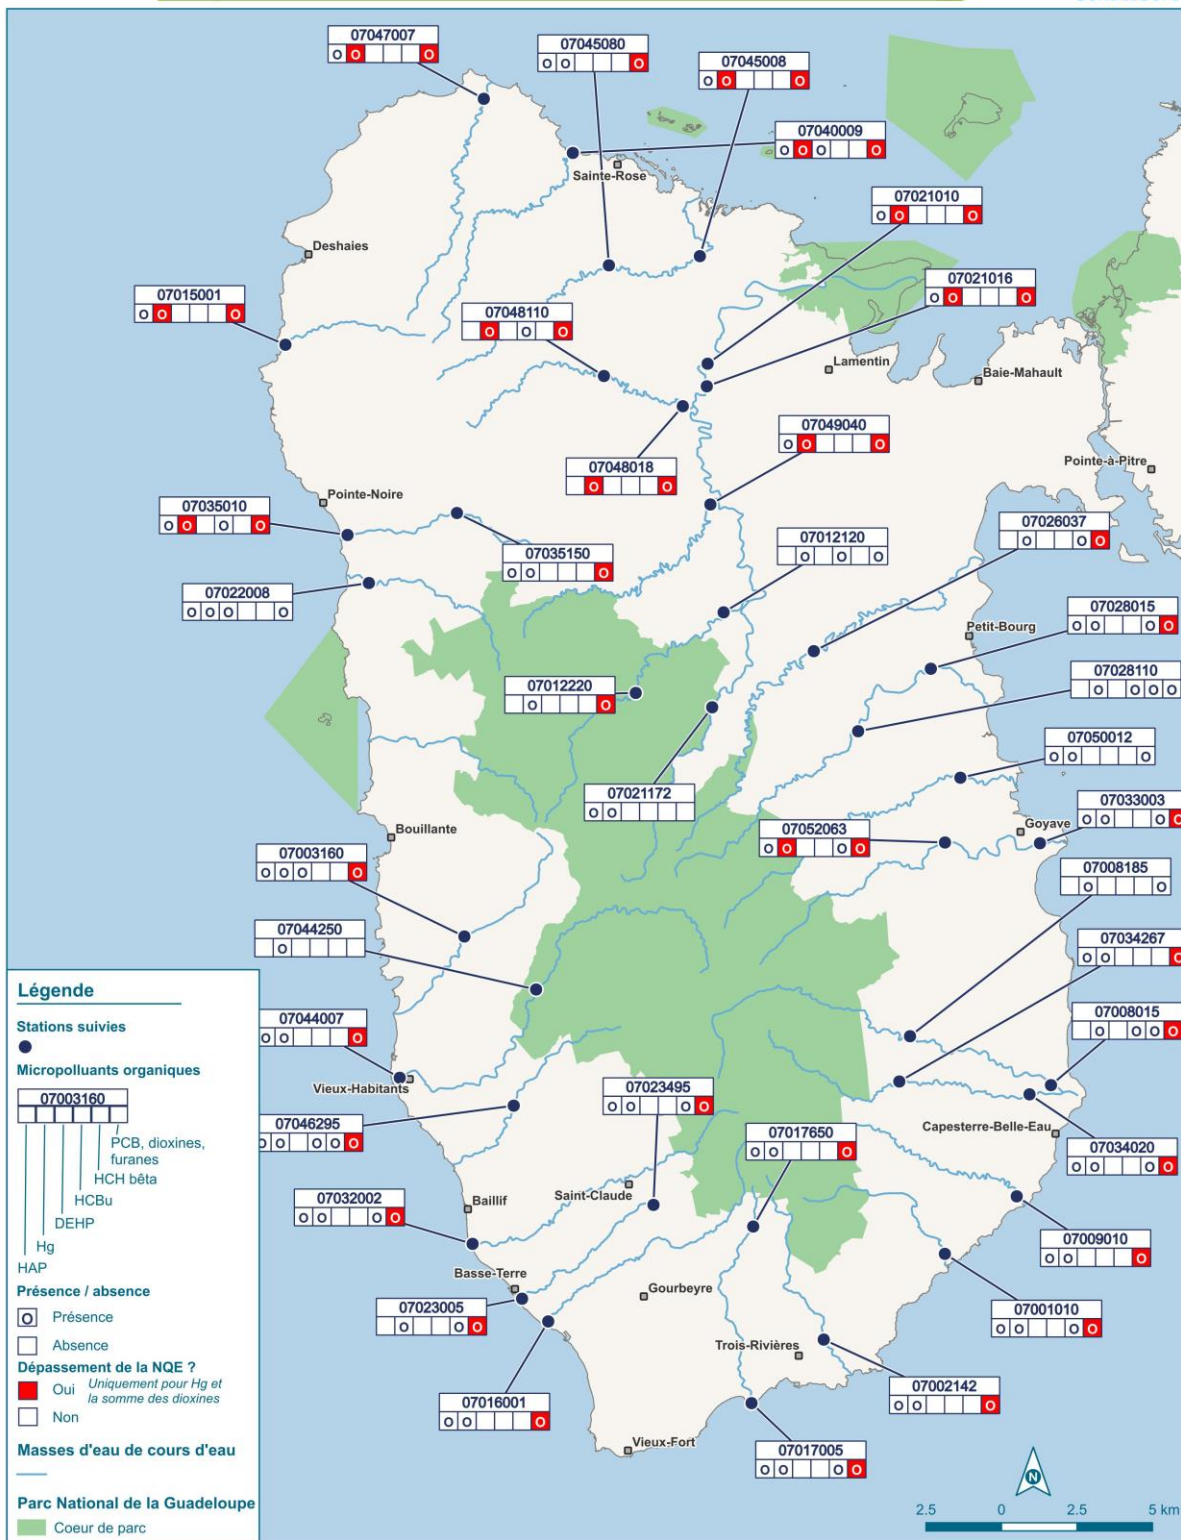 07047007
O O O
07045080
O O O
07045008
O O O
07040009
O O O O
Sainte-Rose
07021010
O O O
Deshaies
07021016
O O O
07015001
O O O
07048110
O O O
Lamentin
Baie-Mahault
07049040
O O O
Pointe-à-Pitre
07048018
O O
Pointe-Noire
07035010
O O O O
07026037
O O O
07035150
O O O
07012120
O O O
07022008
O O O O
07028015
O O O O
Petit-Bourg
07028110
O O O O
07012220
O O
07050012
O O O
07021172
O O
07033003
O O O O
Bouillante
Goyave
07052063
O O O O
07003160
O O O O
07008185
O O
07044250
O
07034267
O O O
07044007
O O O
07008015
O O O O
Vieux-Habitants
07023495
O O O O
07046295
O O O O O
07017650
O O O
Capesterre-Belle-Eau
07034020
O O O O
Saint-Claude
Baillif
07032002
O O O O
07009010
O O O
Basse-Terre
Gourbeyre
07023005
O O O
07001010
O O O O
Trois-Rivières
07016001
O O O
07002142
O O O
Vieux-Fort
07017005
O O O O
Légende
Stations suivies
Micropolluants organiques
07003160
PCB, dioxines,
furanes
HCH bêta
HCBu
DEHP
Hg
HAP
Présence / absence
O Présence
Absence
Dépassement de la NQE ?
Oui Uniquement pour Hg et
la somme des dioxines
Non
Masses d'eau de cours d'eau
Parc National de la Guadeloupe
Coeur de parc
N
2.5 0 2.5 5 km